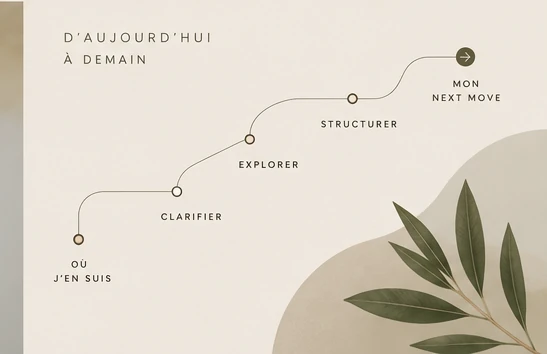 D'AUJOURD'HUI
À DEMAIN
MON
NEXT MOVE
STRUCTURER
EXPLORER
CLARIFIER
OÙ
J'EN SUIS